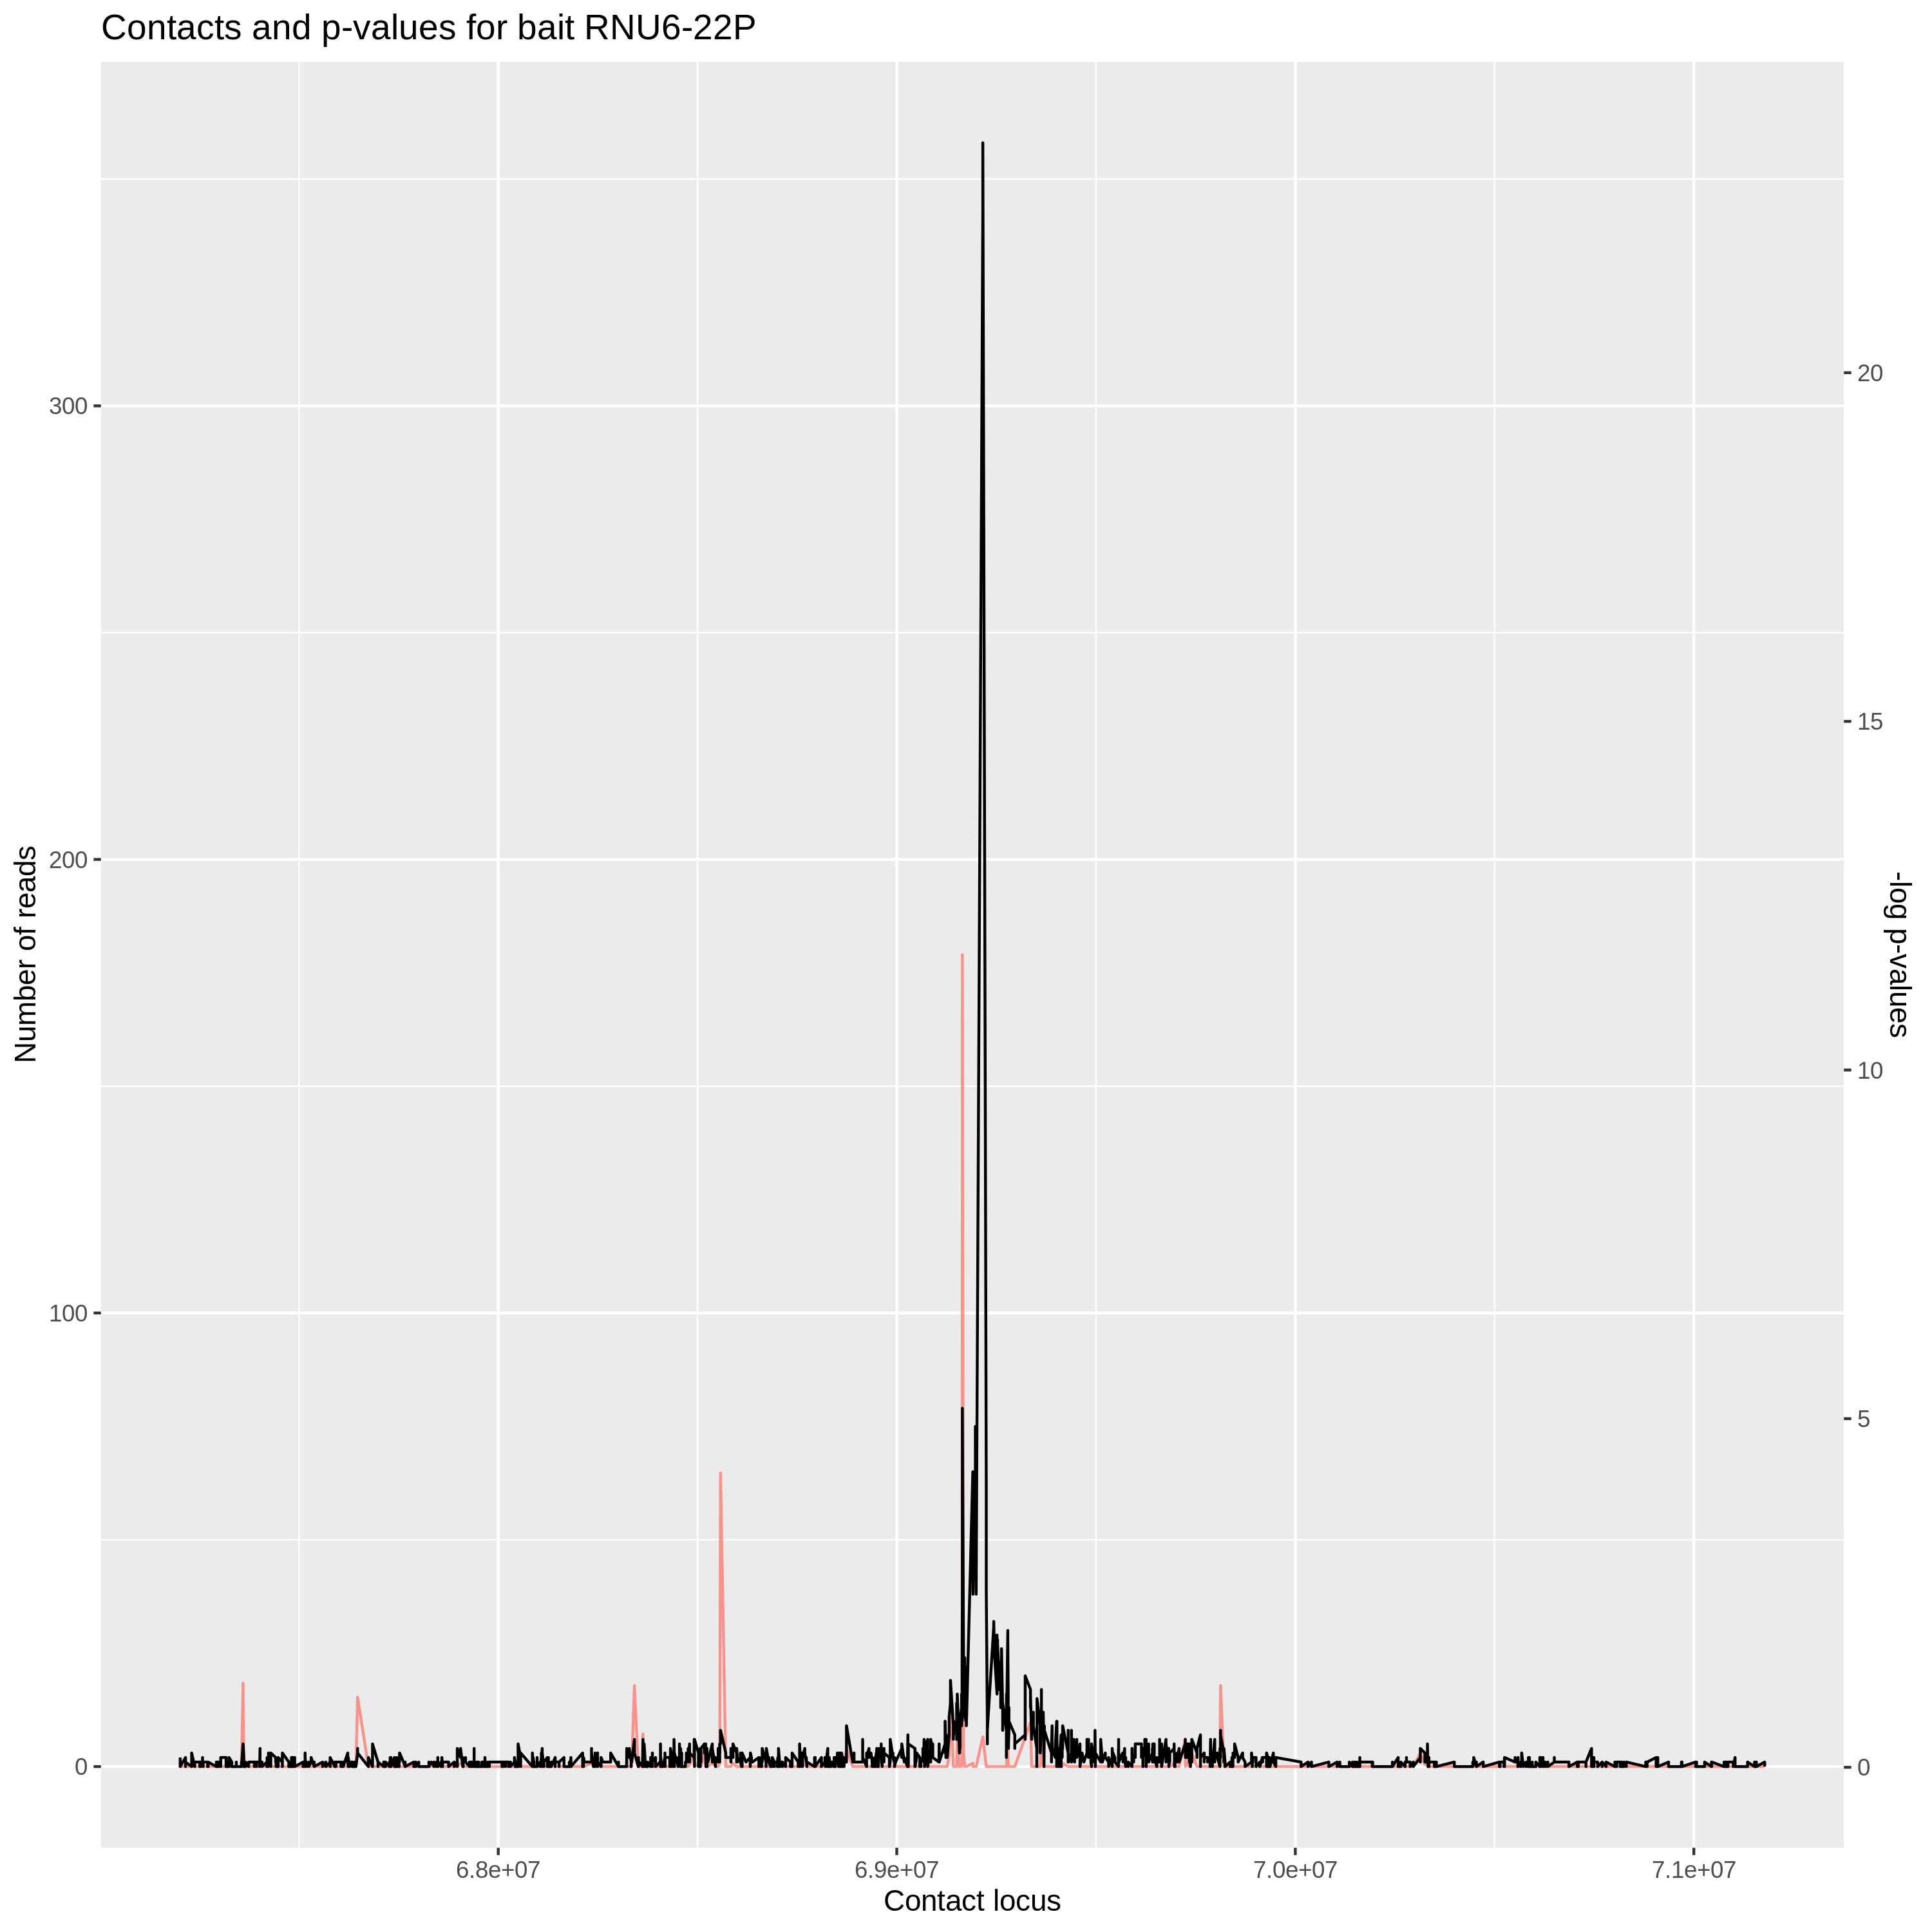 Contacts and p-values for bait RNU6-22P
Number of reads
300
200
100
0
20
15
10
5
0
-log p-values
6.8e+07 6.9e+07 7.0e+07 7.1e+07
Contact locus